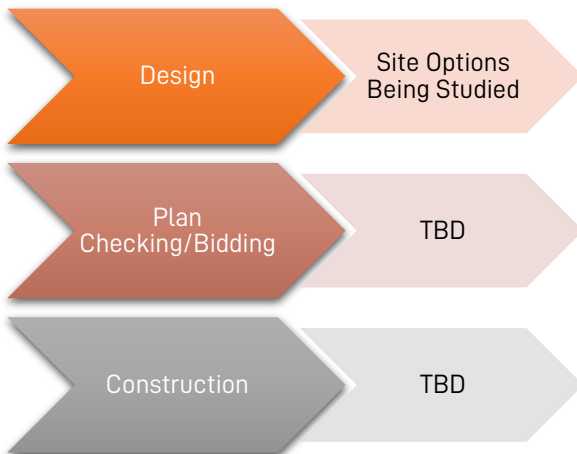 Design
Site Options
Being Studied
Plan
Checking/Bidding
TBD
Construction
TBD